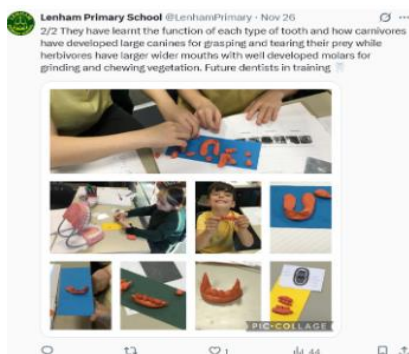 Lenham Primary School @LenhamPrimary · Nov 26
2/2 They have learnt the function of each type of tooth and how carnivores
have developed large canines for grasping and tearing their prey while
herbivores have larger wider mouths with well developed molars for
grinding and chewing vegetation. Future dentists in training
PIC•COLLAGE
1
44